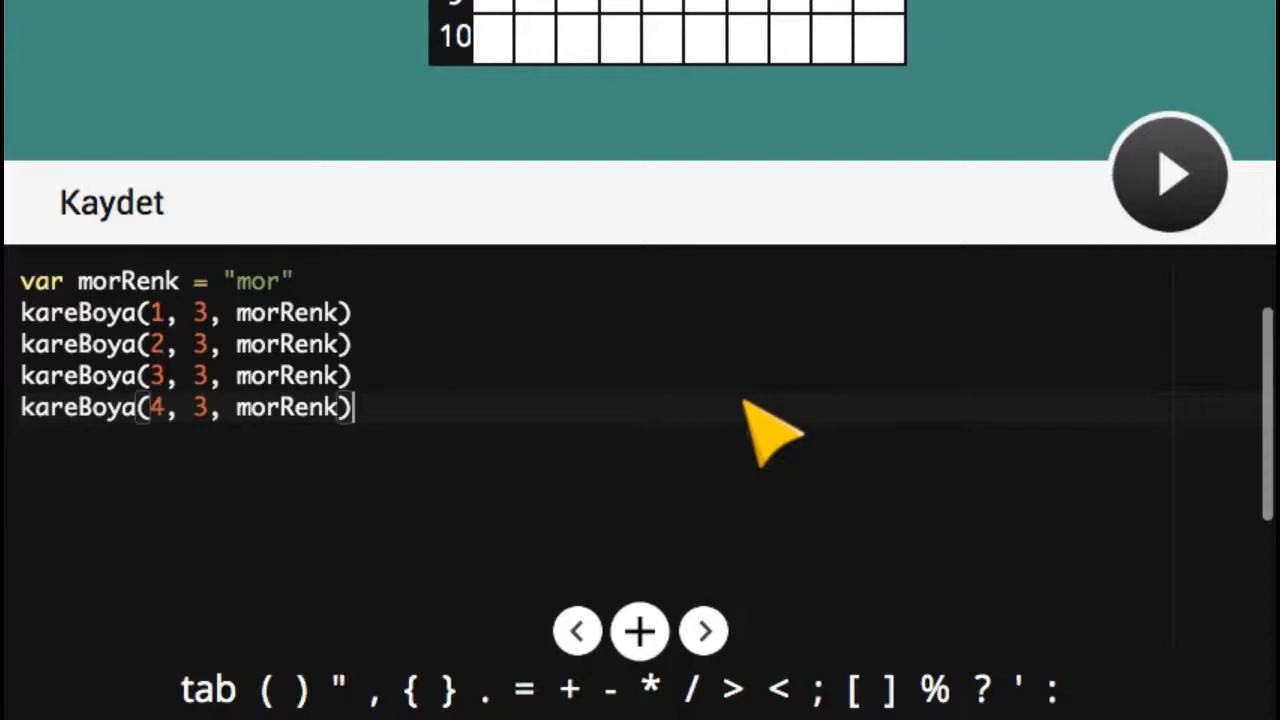 10
Kaydet
var morRenk = "mor"
kareBoya(1, 3, morRenk)
kareBoya(2, 3, morRenk)
kareBoya(3, 3, morRenk)
kareBoya(4, 3, morRenk)
tab ( ) " , { } . = + - * / > < ; [ ] % ? ' :